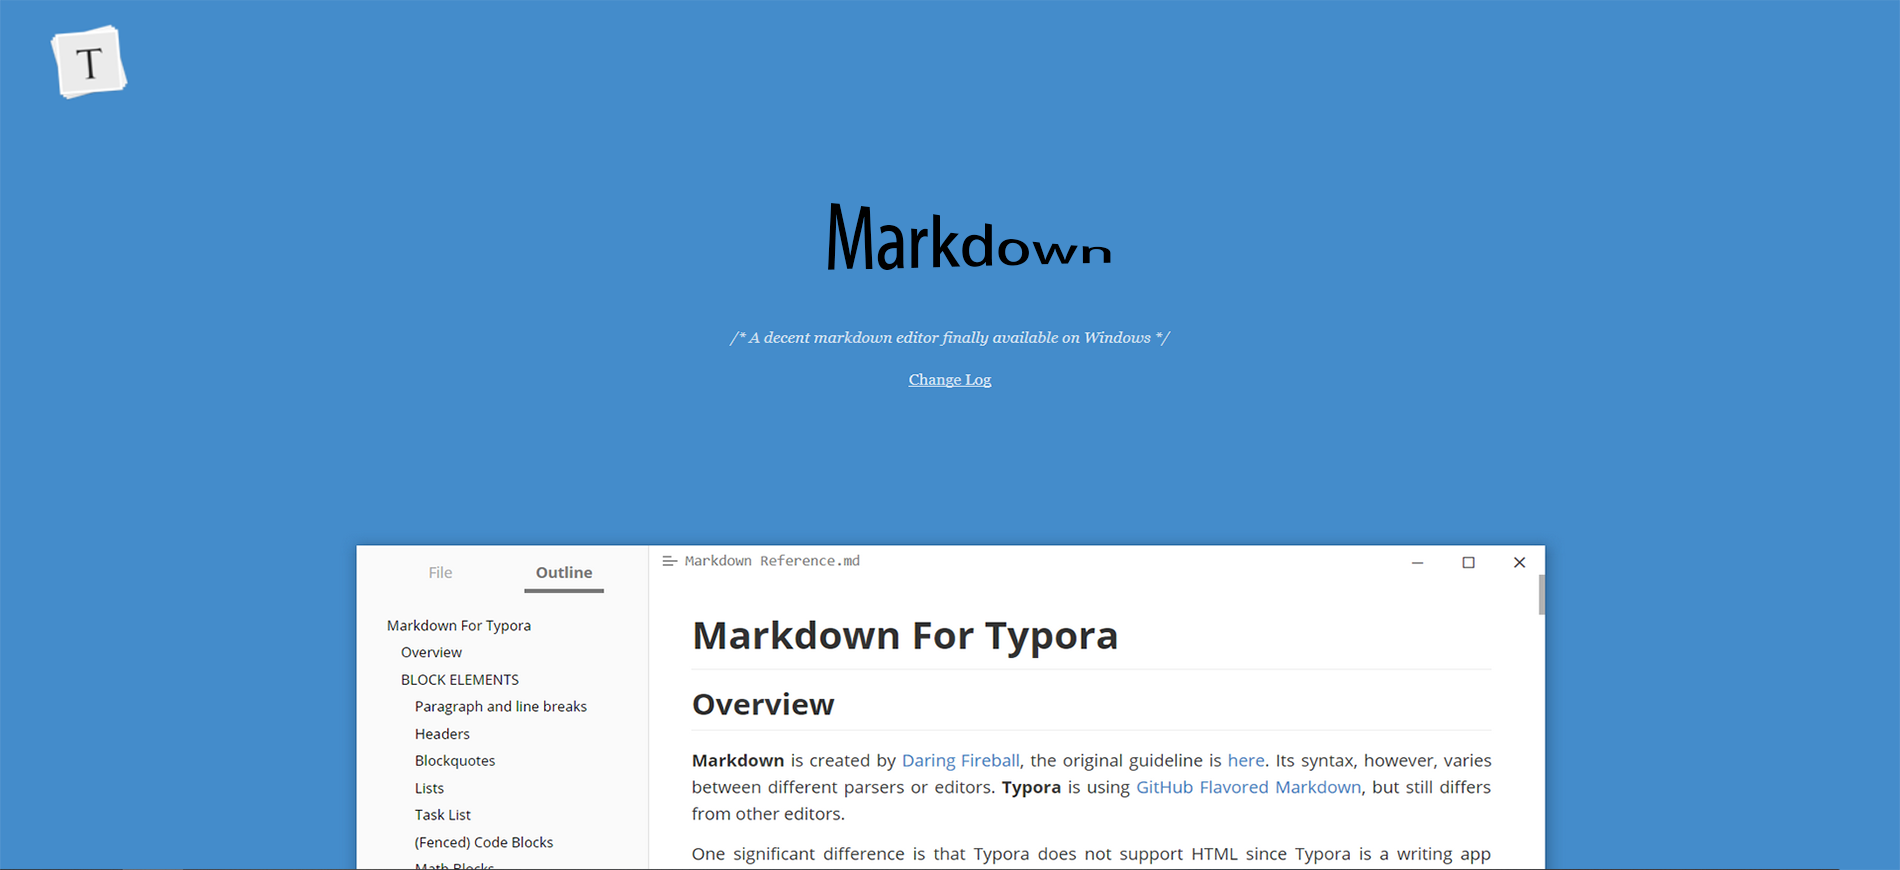 T
Markdown
/* A decent markdown editor finally available on Windows */
Change Log
File
Outline
Markdown For Typora
Overview
BLOCK ELEMENTS
Paragraph and line breaks
Headers
Blockquotes
Lists
Task List
(Fenced) Code Blocks
Math Blocks
Markdown Reference.md
Markdown For Typora
Overview
Markdown is created by Daring Fireball, the original guideline is here. Its syntax, however, varies
between different parsers or editors. Typora is using GitHub Flavored Markdown, but still differs
from other editors.
One significant difference is that Typora does not support HTML since Typora is a writing app